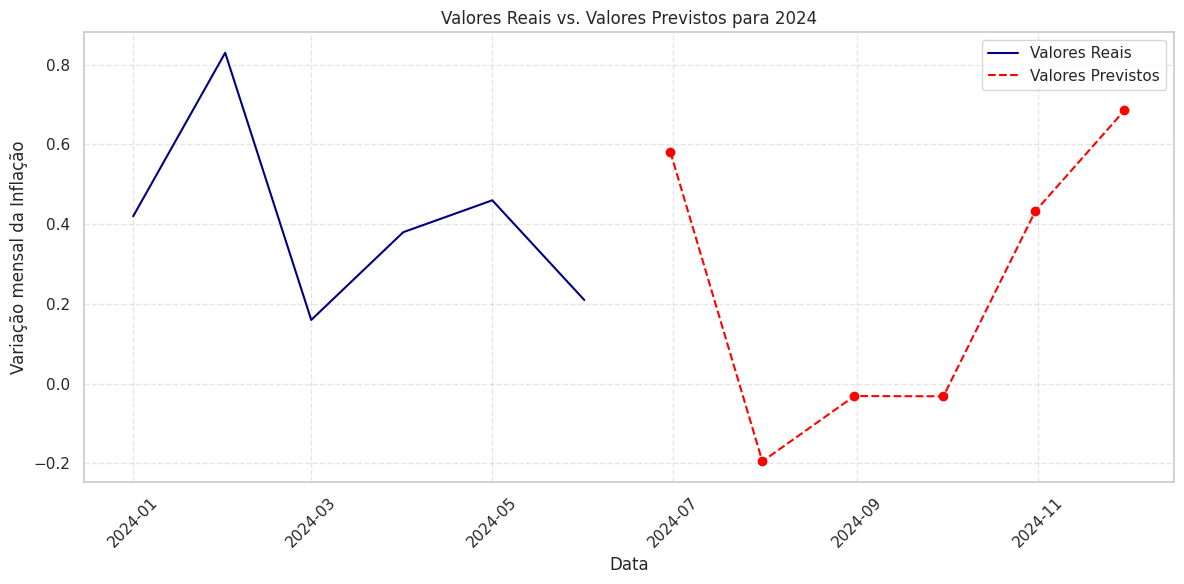 Valores Reais vs. Valores Previstos para 2024
Valores Reais
Valores Previstos
Variação mensal da Inflação
0.8
0.6
0.4
0.2
0.0
−0.2
2024-01
2024-03
2024-05
2024-07
2024-09
2024-11
Data